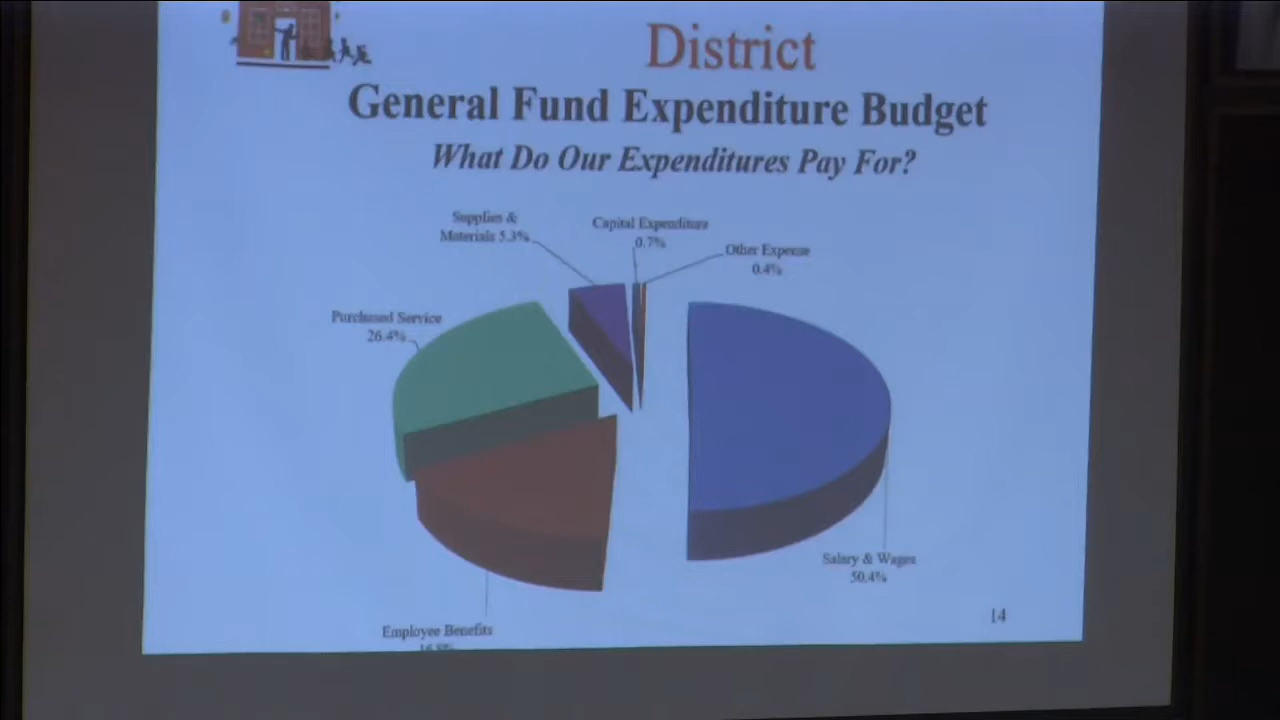 District
General Fund Expenditure Budget
What Do Our Expenditures Pay For?
Supplies &
Materials 5.3%
Capital Expenditure
0.7%
Other Expense
0.4%
Purchased Service
26.4%
Salary & Wages
50.4%
Employee Benefits
14